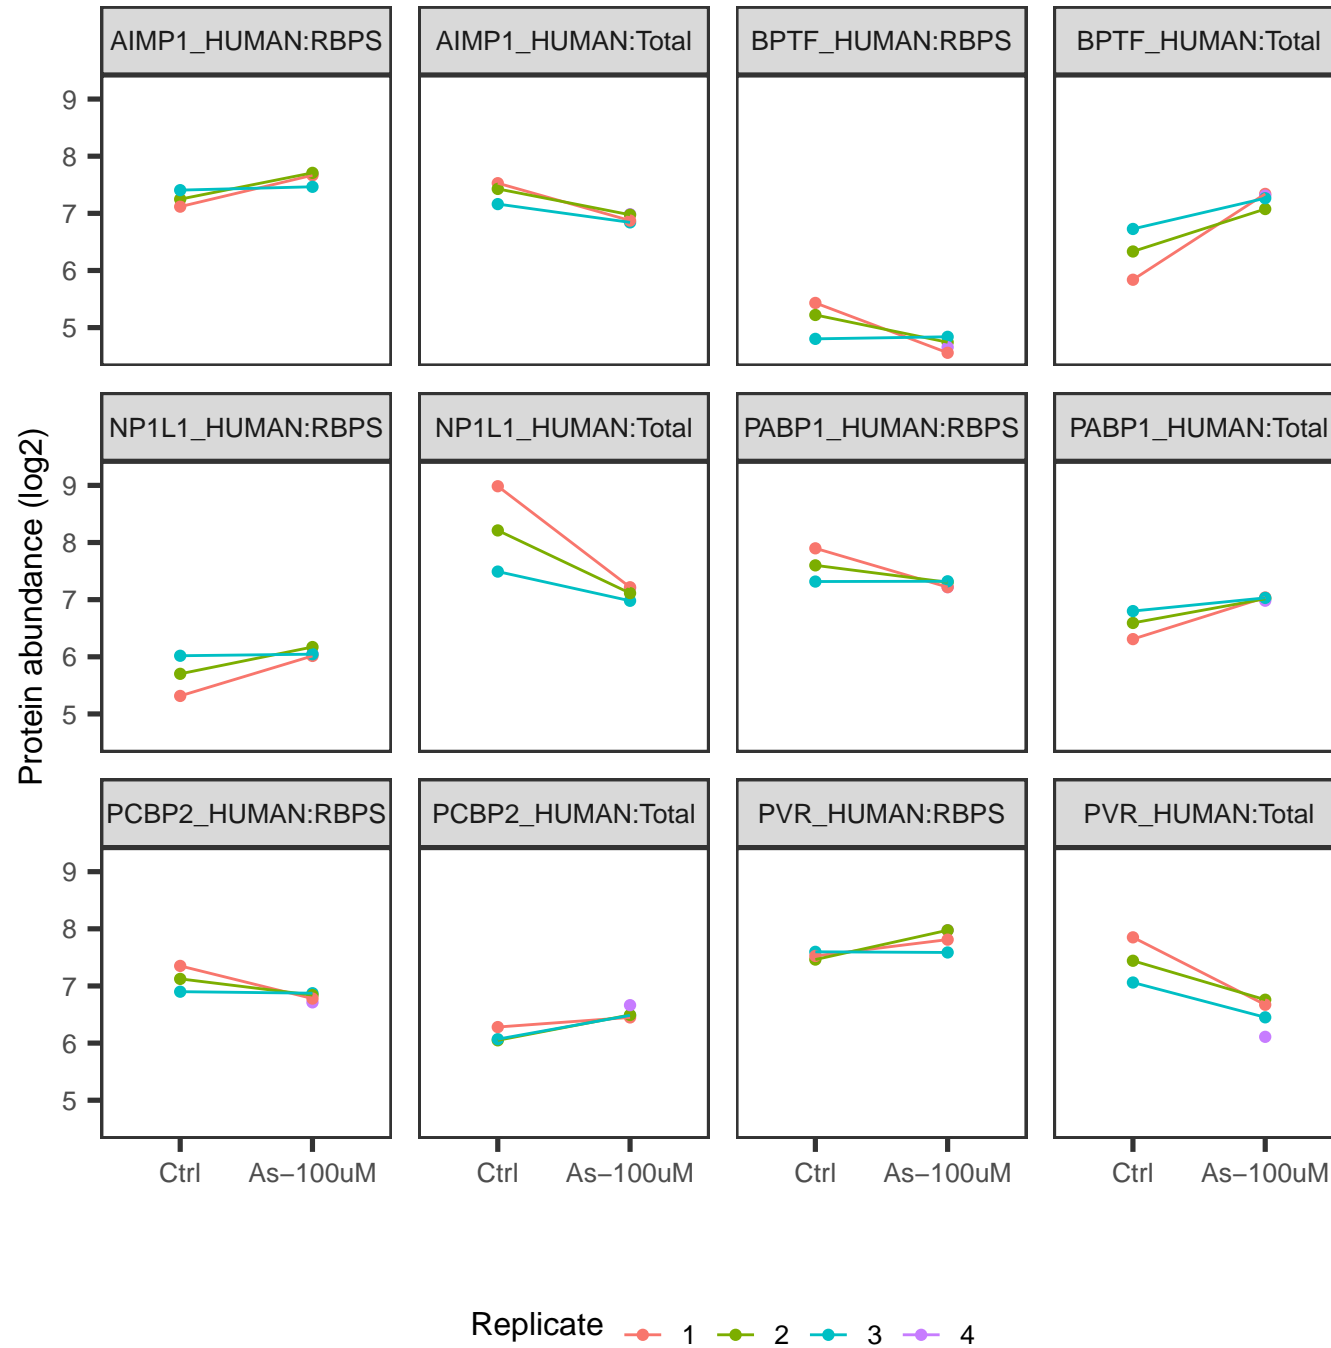 AIMP1_HUMAN:RBPS AIMP1_HUMAN:Total BPTF_HUMAN:RBPS BPTF_HUMAN:Total
9
8
7
6
5
NP1L1_HUMAN:RBPS NP1L1_HUMAN:Total PABP1_HUMAN:RBPS PABP1_HUMAN:Total
Protein abundance (log2)
9
8
7
6
5
PCBP2_HUMAN:RBPS PCBP2_HUMAN:Total PVR_HUMAN:RBPS PVR_HUMAN:Total
9
8
7
6
5
Ctrl As−100uM Ctrl As−100uM Ctrl As−100uM Ctrl As−100uM
Replicate 1 2 3 4